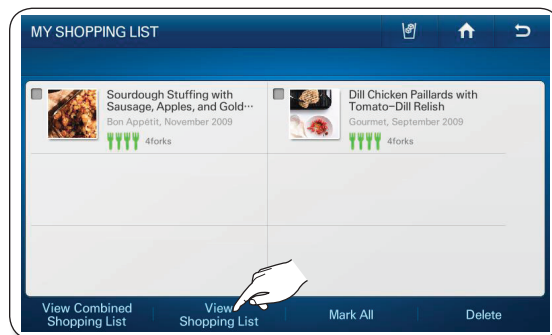 MY SHOPPING LIST
Sourdough Stuffing with
Sausage, Apples, and Gold…
Bon Appétit, November 2009
4forks
Dill Chicken Paillards with
Tomato-Dill Relish
Gourmet, September 2009
4forks
View Combined
Shopping List
View
Shopping List
Mark All
Delete